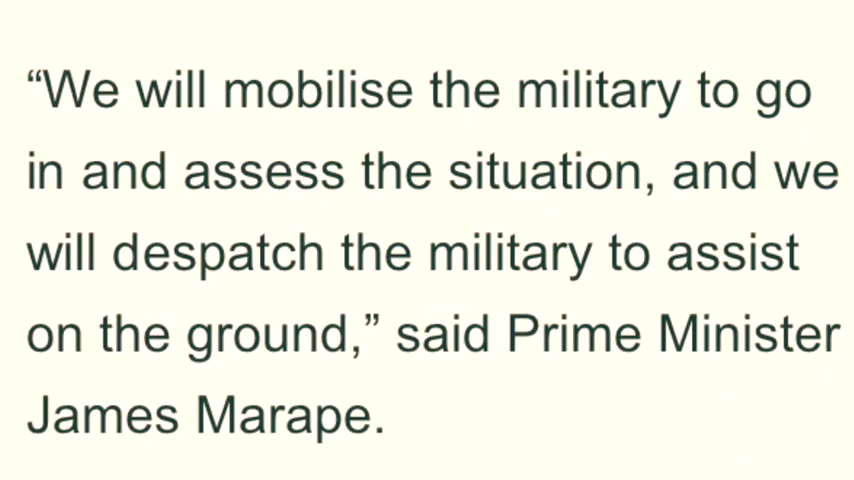 “We will mobilise the military to go
in and assess the situation, and we
will despatch the military to assist
on the ground,” said Prime Minister
James Marape.